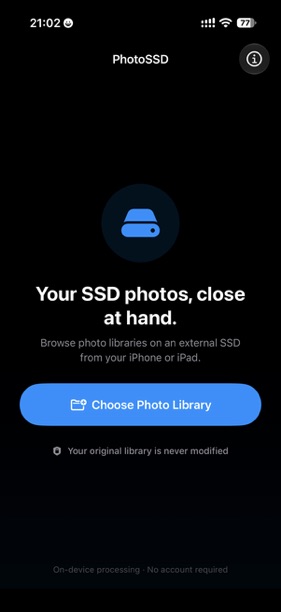 21:02
77
PhotoSSD
Your SSD photos, close
at hand.
Browse photo libraries on an external SSD
from your iPhone or iPad.
Choose Photo Library
Your original library is never modified
On-device processing · No account required